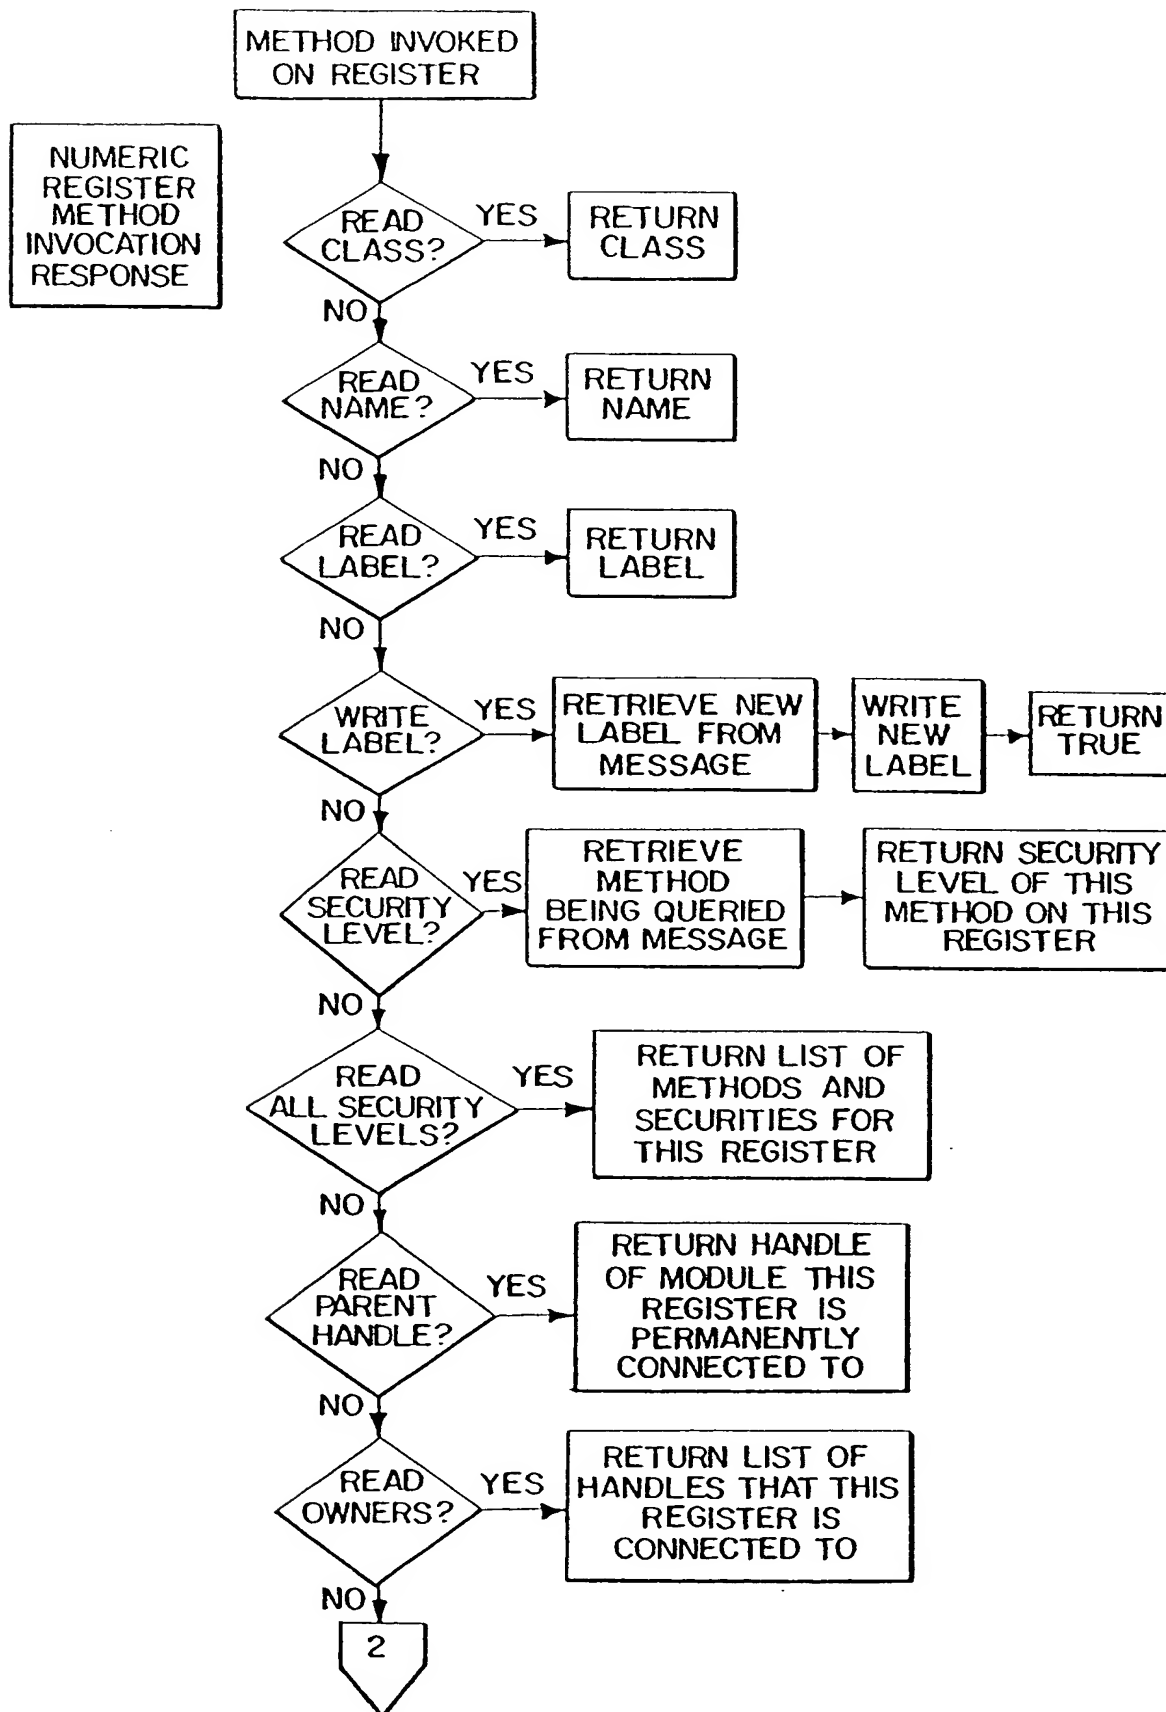 METHOD INVOKED
ON REGISTER
NUMERIC
REGISTER
METHOD
INVOCATION
RESPONSE
READ
CLASS?
YES
RETURN
CLASS
NO
READ
NAME?
YES
RETURN
NAME
NO
READ
LABEL?
YES
RETURN
LABEL
NO
WRITE
LABEL?
YES
RETRIEVE NEW
LABEL FROM
MESSAGE
WRITE
NEW
LABEL
RETURN
TRUE
NO
READ
SECURITY
LEVEL?
YES
RETRIEVE
METHOD
BEING QUERIED
FROM MESSAGE
RETURN SECURITY
LEVEL OF THIS
METHOD ON THIS
REGISTER
NO
READ
ALL SECURITY
LEVELS?
YES
RETURN LIST OF
METHODS AND
SECURITIES FOR
THIS REGISTER
NO
READ
PARENT
HANDLE?
YES
RETURN HANDLE
OF MODULE THIS
REGISTER IS
PERMANENTLY
CONNECTED TO
NO
READ
OWNERS?
YES
RETURN LIST OF
HANDLES THAT THIS
REGISTER IS
CONNECTED TO
NO
2